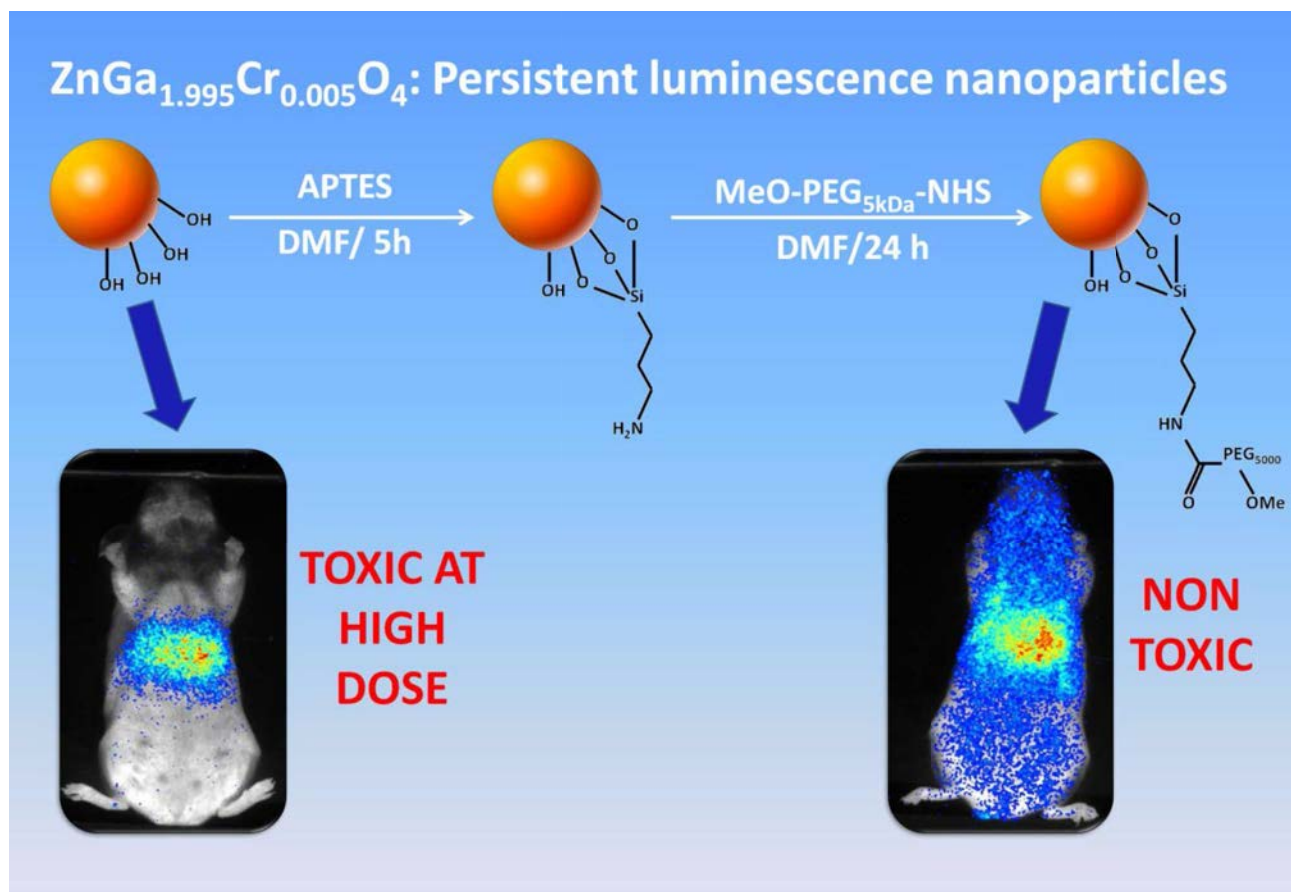 ZnGa₁.₉₉₅Cr₀.₀₀₅O₄: Persistent luminescence nanoparticles
OH
OH
OH
OH
APTES
DMF/ 5h
O
O
O
OH
Si
H₂N
MeO-PEG₅ₖDₐ-NHS
DMF/24 h
O
O
O
OH
Si
HN
PEG₅₀₀₀
O
OMe
TOXIC AT
HIGH
DOSE
NON
TOXIC